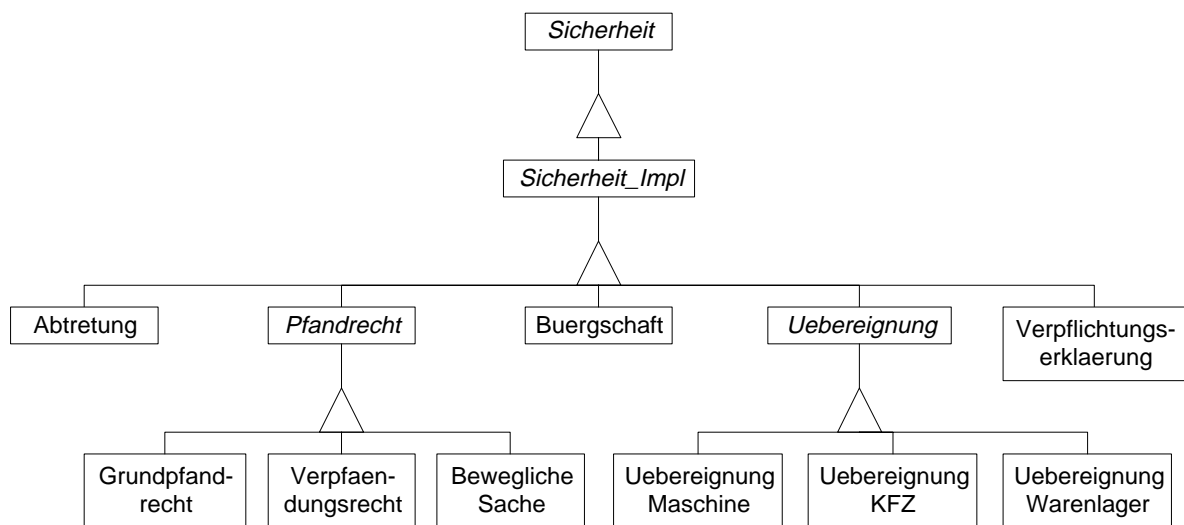 Sicherheit
Sicherheit_Impl
Abtretung
Pfandrecht
Buergschaft
Uebereignung
Verpflichtungs-
erklaerung
Grundpfand-
recht
Verpfaen-
dungsrecht
Bewegliche
Sache
Uebereignung
Maschine
Uebereignung
KFZ
Uebereignung
Warenlager